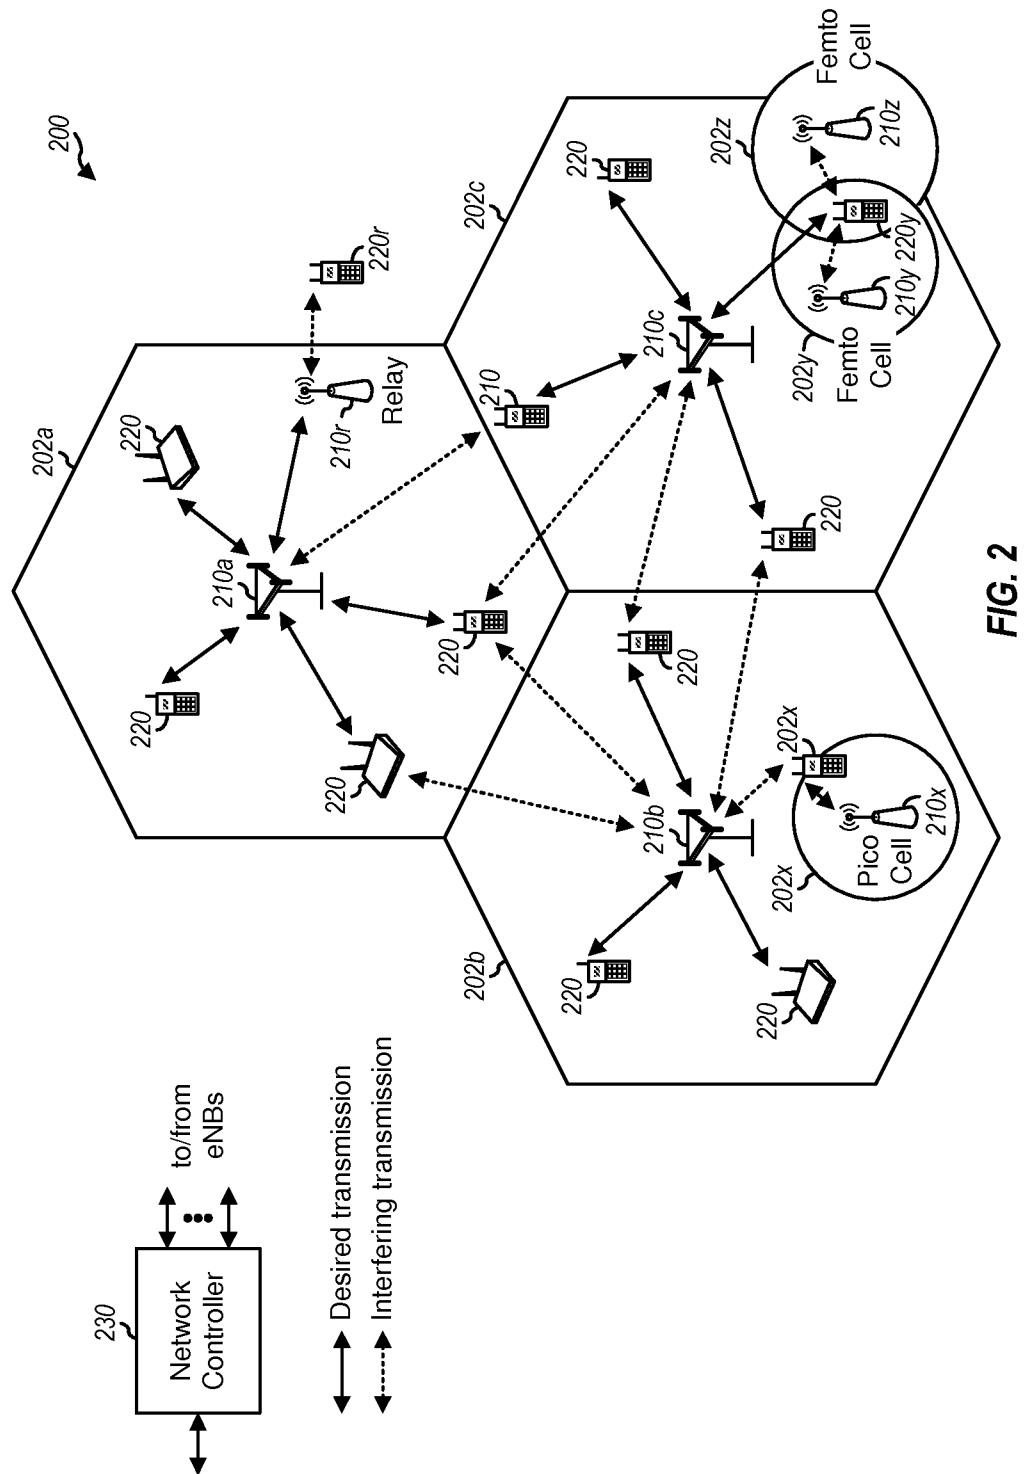 200
230
Network
Controller
to/from
eNBs
Desired transmission
Interfering transmission
202a
220
220
210a
220
220
210r
Relay
220r
202b
220
220
210b
220
220
202x
202x
Pico
Cell
210x
202c
210
210c
220
220
202y
Femto
Cell
210y
220y
202z
210z
Femto
Cell
FIG. 2